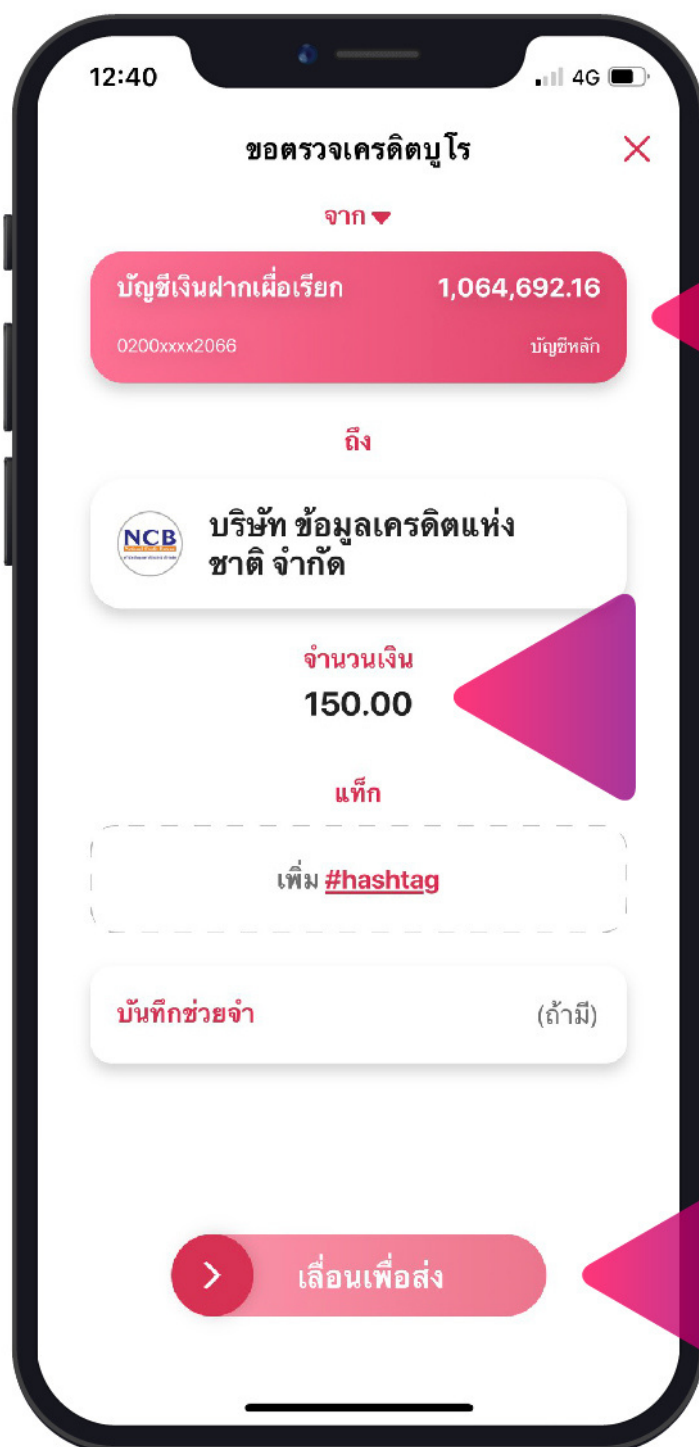 12:40
4G
ขอตรวจเครดิตบูโร
จาก
บัญชีเงินฝากเผื่อเรียก 1,064,692.16
0200xxxx2066 บัญชีหลัก
ถึง
NCB
บริษัท ข้อมูลเครดิตแห่ง
ชาติ จำกัด
จำนวนเงิน
150.00
แท็ก
เพิ่ม #hashtag
บันทึกช่วยจำ (ถ้ามี)
เลื่อนเพื่อส่ง